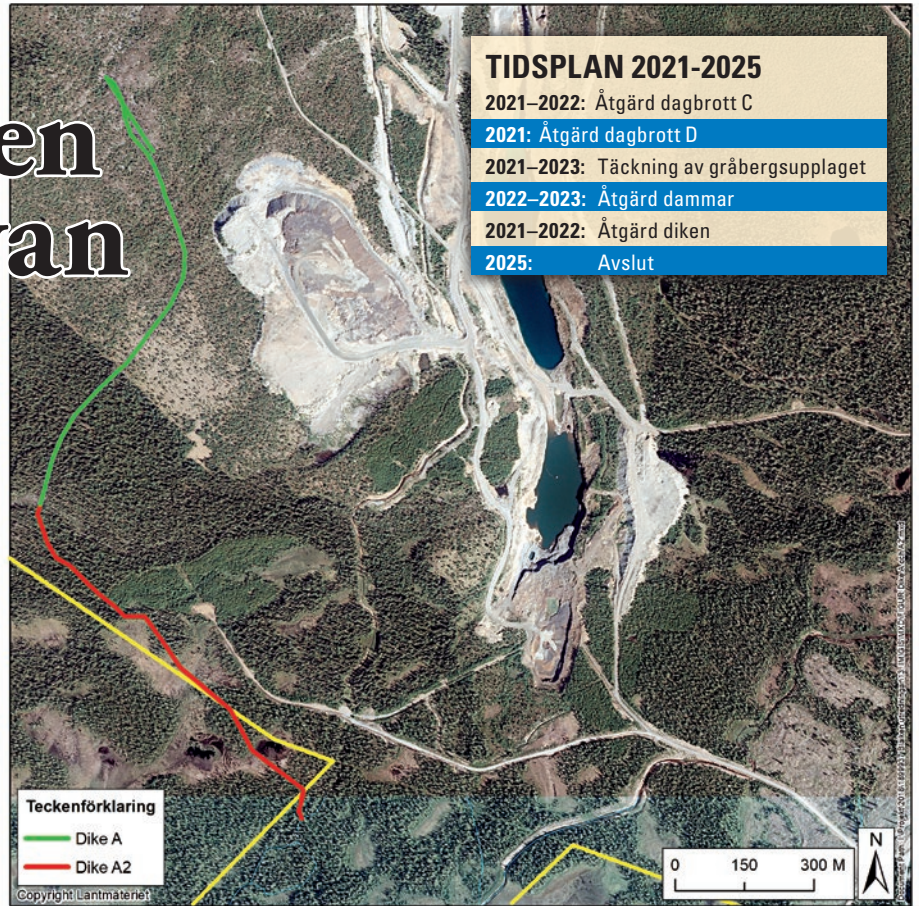 en
van
TIDSPLAN 2021-2025
2021–2022: Åtgärd dagbrott C
2021: Åtgärd dagbrott D
2021–2023: Täckning av gråbergsupplaget
2022–2023: Åtgärd dammar
2021–2022: Åtgärd diken
2025: Avslut
Teckenförklaring
Dike A
Dike A2
Copyright Lantmäteriet
0 150 300 M
N